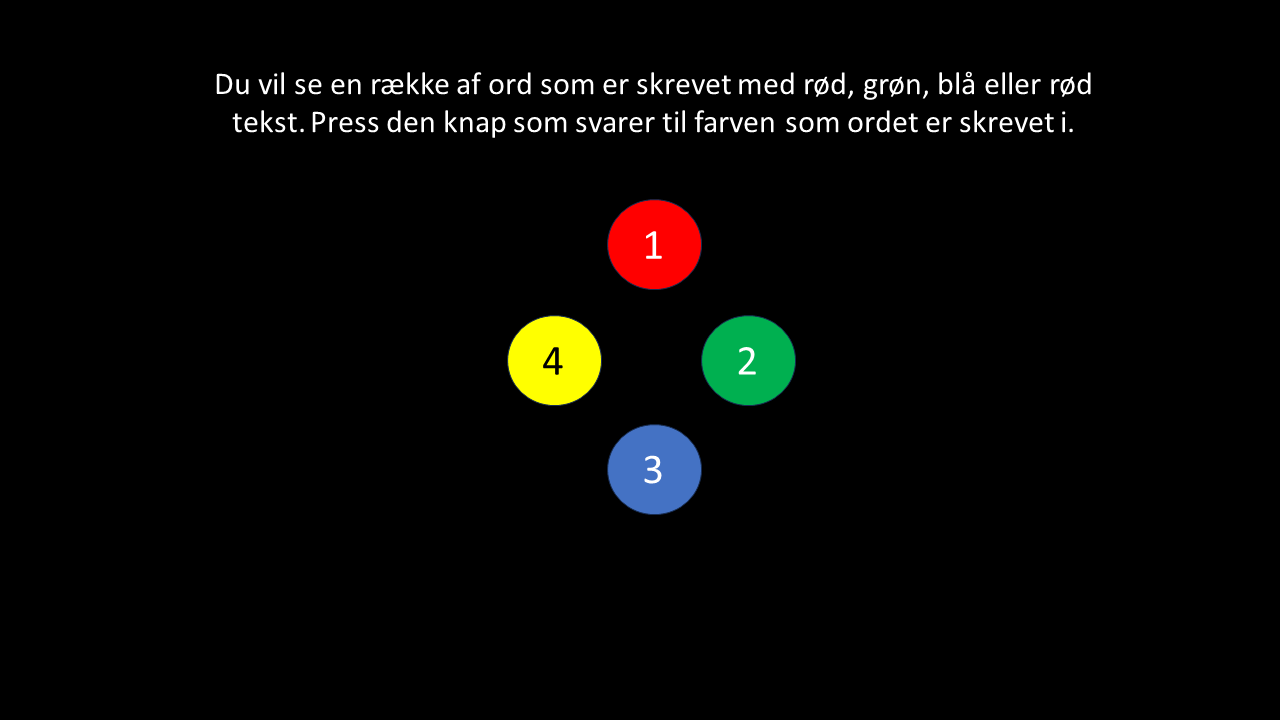 Du vil se en række af ord som er skrevet med rød, grøn, blå eller rød
tekst. Press den knap som svarer til farven som ordet er skrevet i.
1
4
2
3